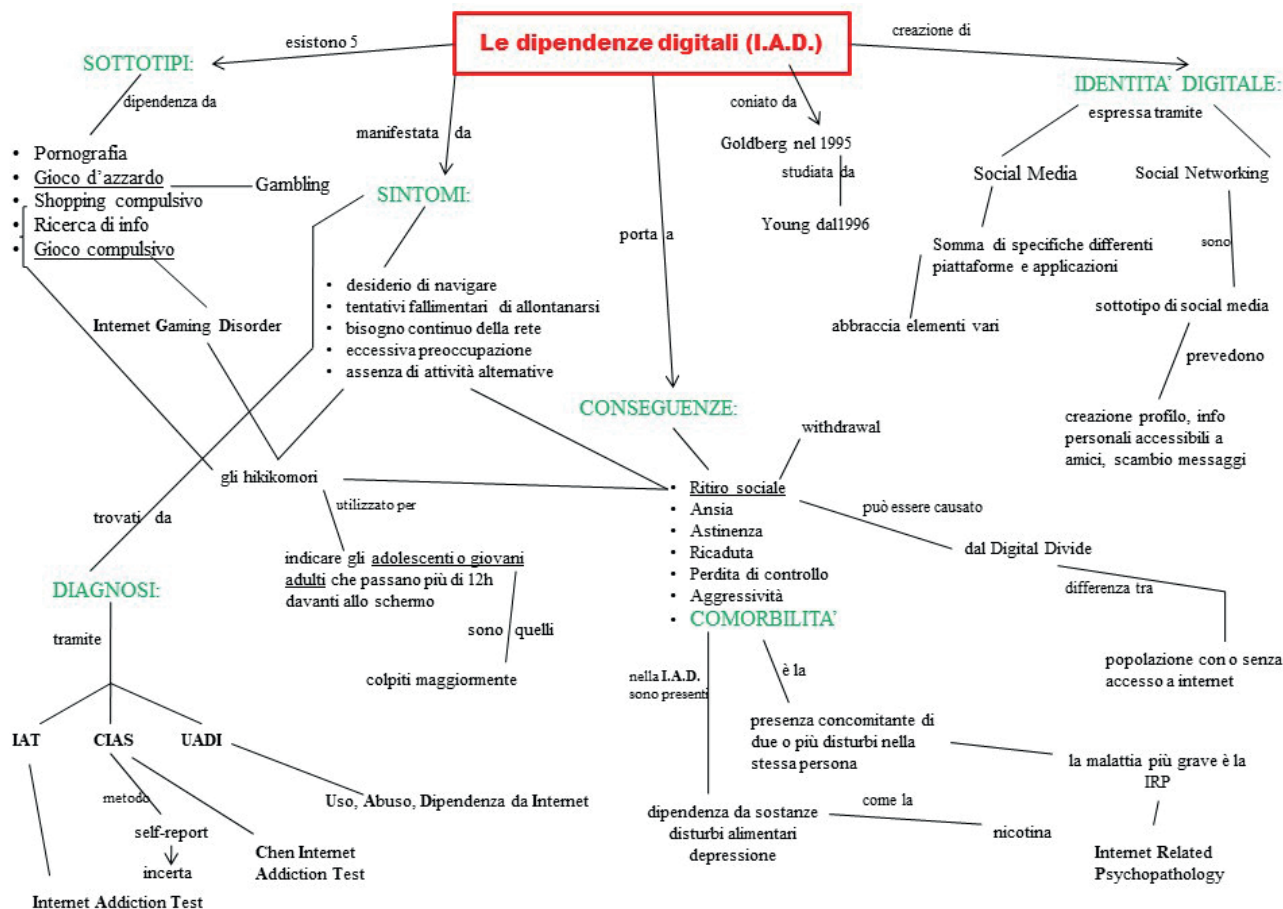 Le dipendenze digitali (I.A.D.)
esistono 5
SOTTOTIPI:
dipendenza da
• Pornografia
• Gioco d'azzardo
• Shopping compulsivo
• Ricerca di info
• Gioco compulsivo
Gambling
Internet Gaming Disorder
manifestata da
SINTOMI:
• desiderio di navigare
• tentativi fallimentari di allontanarsi
• bisogno continuo della rete
• eccessiva preoccupazione
• assenza di attività alternative
coniato da
Goldberg nel 1995
studiata da
Young dal1996
creazione di
IDENTITA' DIGITALE:
espressa tramite
Social Media
Somma di specifiche differenti
piattaforme e applicazioni
abbraccia elementi vari
Social Networking
sono
sottotipo di social media
prevedono
creazione profilo, info
personali accessibili a
amici, scambio messaggi
porta a
CONSEGUENZE:
withdrawal
• Ritiro sociale
• Ansia
• Astinenza
• Ricaduta
• Perdita di controllo
• Aggressività
• COMORBILITA'
può essere causato
dal Digital Divide
differenza tra
popolazione con o senza
accesso a internet
gli hikikomori
utilizzato per
indicare gli adolescenti o giovani
adulti che passano più di 12h
davanti allo schermo
sono quelli
colpiti maggiormente
trovati da
DIAGNOSI:
tramite
IAT
CIAS
UADI
metodo
self-report
incerta
Internet Addiction Test
Chen Internet
Addiction Test
Uso, Abuso, Dipendenza da Internet
nella I.A.D.
sono presenti
dipendenza da sostanze
disturbi alimentari
depressione
come la
nicotina
è la
presenza concomitante di
due o più disturbi nella
stessa persona
la malattia più grave è la
IRP
Internet Related
Psychopathology